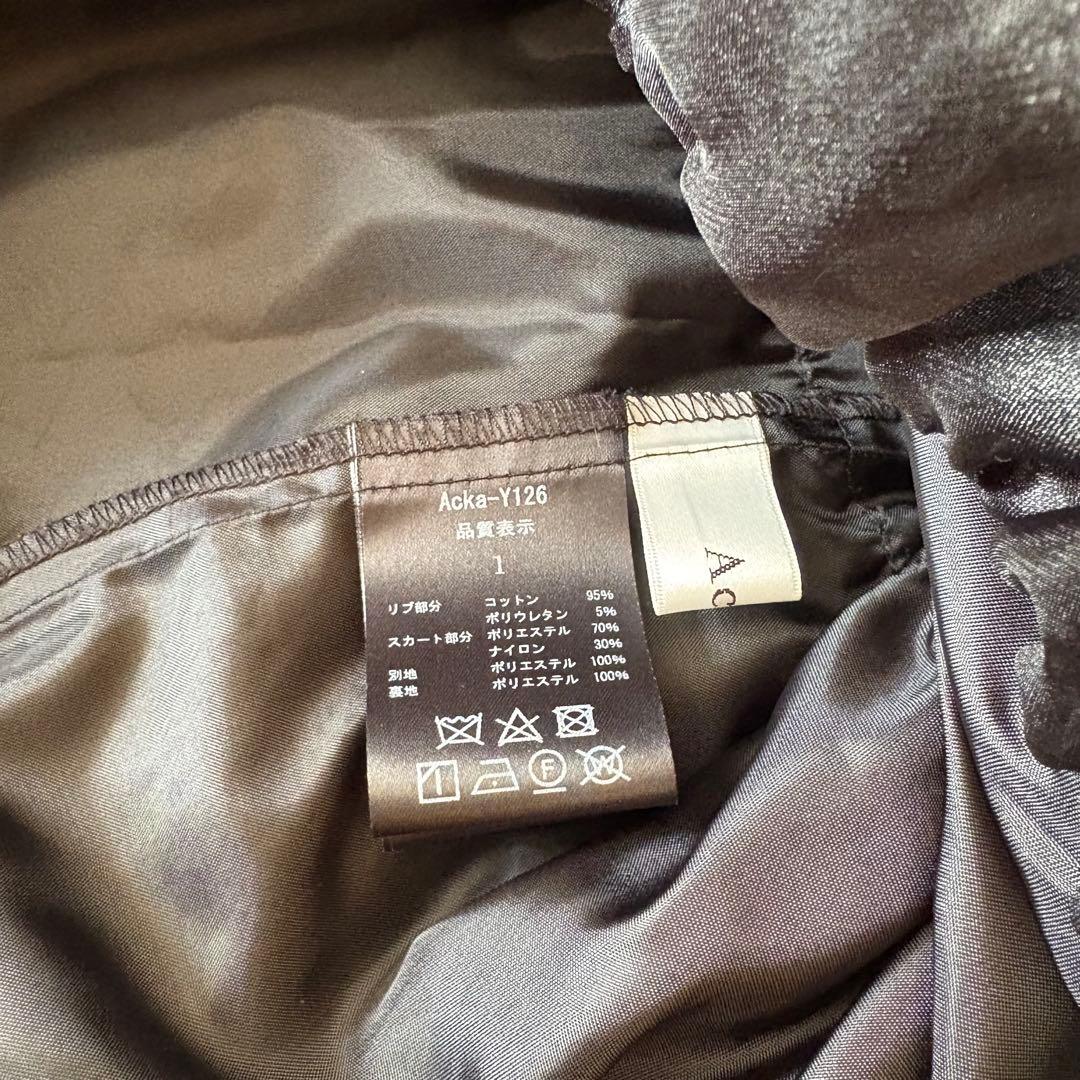 Acka-Y126
品質表示
1
リブ部分 コットン 95%
ポリウレタン 5%
スカート部分 ポリエステル 70%
ナイロン 30%
別地 ポリエステル 100%
裏地 ポリエステル 100%
F W
AC